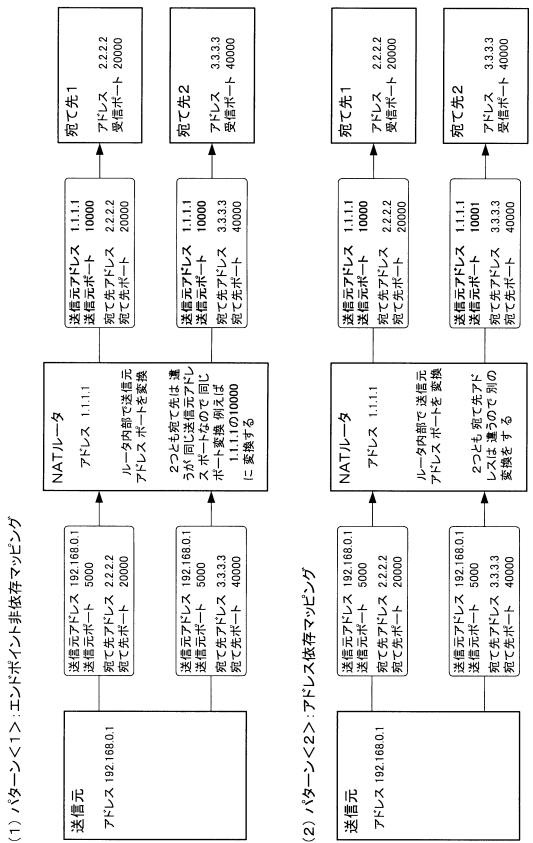 (1) パターン<1>:エンドポイント非依存マッピング
送信元
アドレス 192.168.0.1
送信元アドレス 192.168.0.1
送信元ポート 5000
宛て先アドレス 2.2.2.2
宛て先ポート 20000
送信元アドレス 192.168.0.1
送信元ポート 5000
宛て先アドレス 3.3.3.3
宛て先ポート 40000
NATルータ
アドレス 1.1.1.1
ルータ内部で送信元
アドレス ポートを変換
2つとも宛て先は 違
うが 同じ送信元アドレ
ス ポートなので 同じ
ポート変換 例えば
1.1.1.1の10000
に 変換する
送信元アドレス 1.1.1.1
送信元ポート 10000
宛て先アドレス 2.2.2.2
宛て先ポート 20000
送信元アドレス 1.1.1.1
送信元ポート 10000
宛て先アドレス 3.3.3.3
宛て先ポート 40000
宛て先1
アドレス 2.2.2.2
受信ポート 20000
宛て先2
アドレス 3.3.3.3
受信ポート 40000
(2) パターン<2>:アドレス依存マッピング
送信元
アドレス 192.168.0.1
送信元アドレス 192.168.0.1
送信元ポート 5000
宛て先アドレス 2.2.2.2
宛て先ポート 20000
送信元アドレス 192.168.0.1
送信元ポート 5000
宛て先アドレス 3.3.3.3
宛て先ポート 40000
NATルータ
アドレス 1.1.1.1
ルータ内部で 送信元
アドレス ポートを 変換
2つとも 宛て先アド
レスは 違うので 別の
変換を する
送信元アドレス 1.1.1.1
送信元ポート 10000
宛て先アドレス 2.2.2.2
宛て先ポート 20000
送信元アドレス 1.1.1.1
送信元ポート 10001
宛て先アドレス 3.3.3.3
宛て先ポート 40000
宛て先1
アドレス 2.2.2.2
受信ポート 20000
宛て先2
アドレス 3.3.3.3
受信ポート 40000